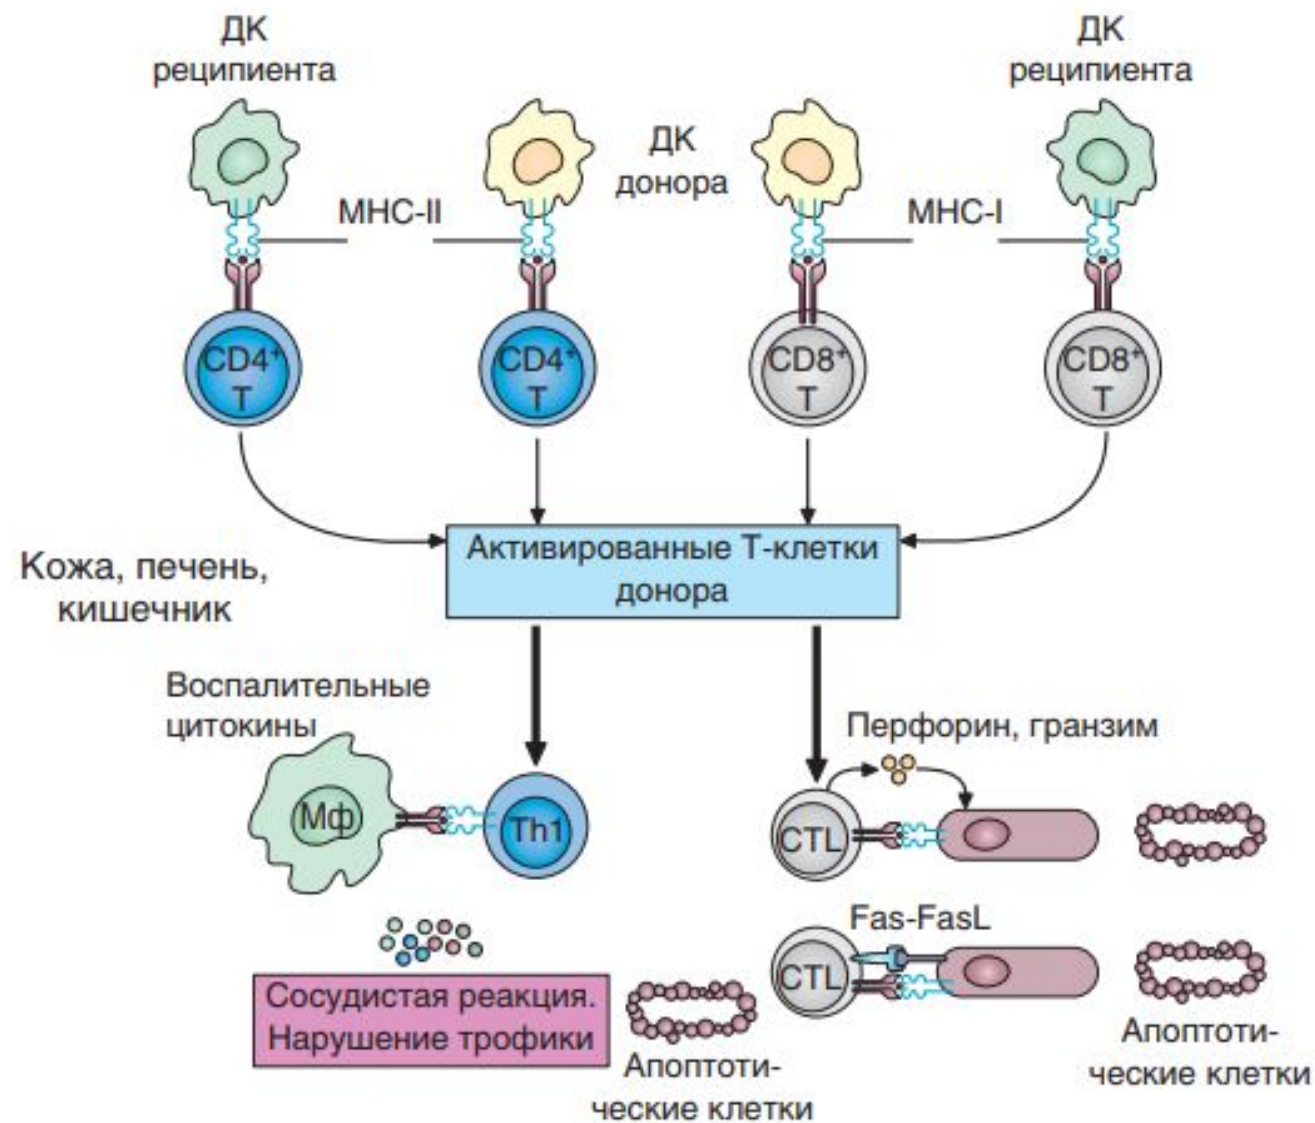 ДК
реципиента
ДК
реципиента
ДК
донора
MHC-II
MHC-I
CD4⁺
T
CD4⁺
T
CD8⁺
T
CD8⁺
T
Активированные Т-клетки
донора
Кожа, печень,
кишечник
Воспалительные
цитокины
Перфорин, гранзим
Мф
Th1
CTL
Fas-FasL
CTL
Сосудистая реакция.
Нарушение трофики
Апоптоти-
ческие клетки
Апоптоти-
ческие клетки